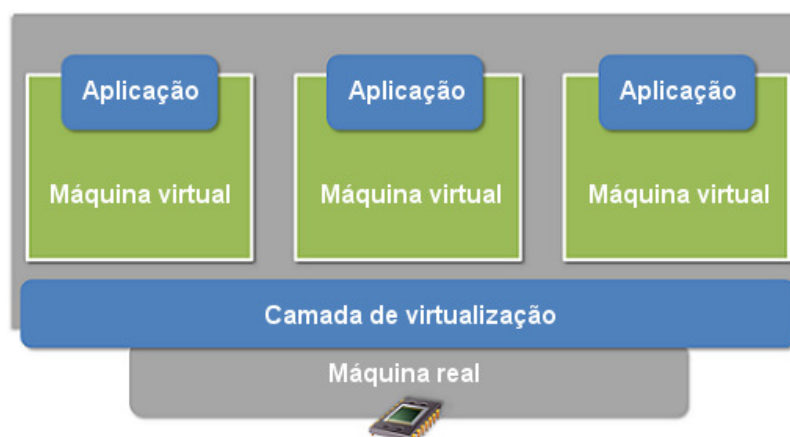 Aplicação
Aplicação
Aplicação
Máquina virtual
Máquina virtual
Máquina virtual
Camada de virtualização
Máquina real